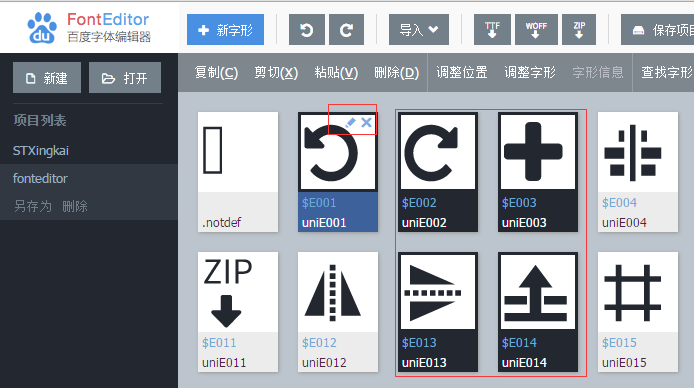 FontEditor
du 百度字体编辑器
新字形
导入
TTF
WOFF
ZIP
保存项目
新建
打开
复制(C)
剪切(X)
粘贴(V)
删除(D)
调整位置
调整字形
字形信息
查找字形
项目列表
STXingkai
fonteditor
另存为 删除
.notdef
$E001
uniE001
$E002
uniE002
$E003
uniE003
$E004
uniE004
ZIP
$E011
uniE011
$E012
uniE012
$E013
uniE013
$E014
uniE014
$E015
uniE015